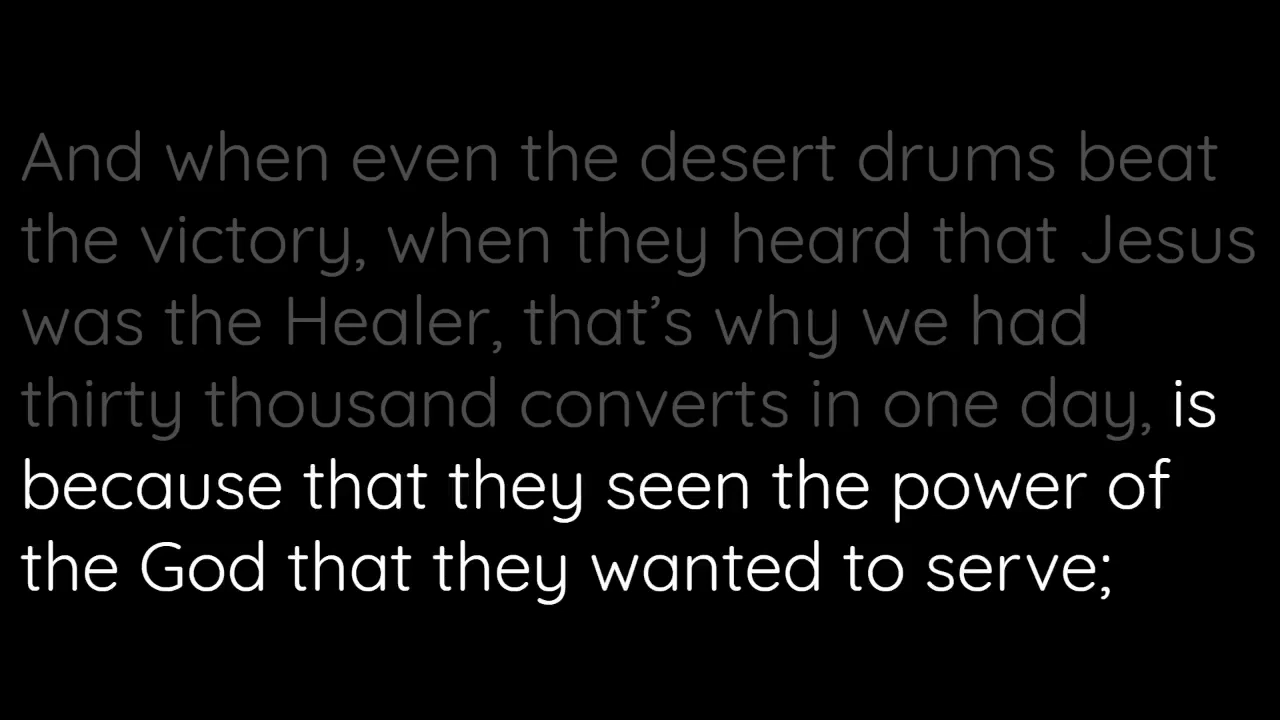 And when even the desert drums beat
the victory, when they heard that Jesus
was the Healer, that’s why we had
thirty thousand converts in one day, is
because that they seen the power of
the God that they wanted to serve;